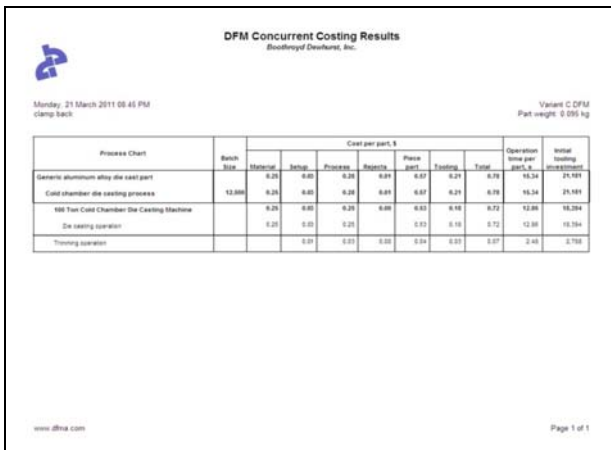 DFM Concurrent Costing Results
Boothroyd Dewhurst, Inc.
Monday, 21 March 2011 08.45 PM
Variant C.DFM
clamp back
Part weight: 0.095 kg
Cost per part, $
Process Chart Batch Size Material Setup Process Rejects Piece part Tooling Total Operation time per part, s Initial tooling investment
Generic aluminum alloy die cast part 0.25 0.03 0.28 0.01 0.57 0.21 0.78 15.34 21,181
Cold chamber die casting process 12,000 0.25 0.03 0.28 0.01 0.57 0.21 0.78 15.34 21,181
100 Ton Cold Chamber Die Casting Machine 0.25 0.03 0.25 0.00 0.53 0.18 0.72 12.86 18,394
Die casting operation 0.25 0.03 0.25 0.53 0.18 0.72 12.86 18,394
Trimming operation 0.01 0.03 0.00 0.04 0.03 0.07 2.48
www.dfma.com
Page 1 of 1